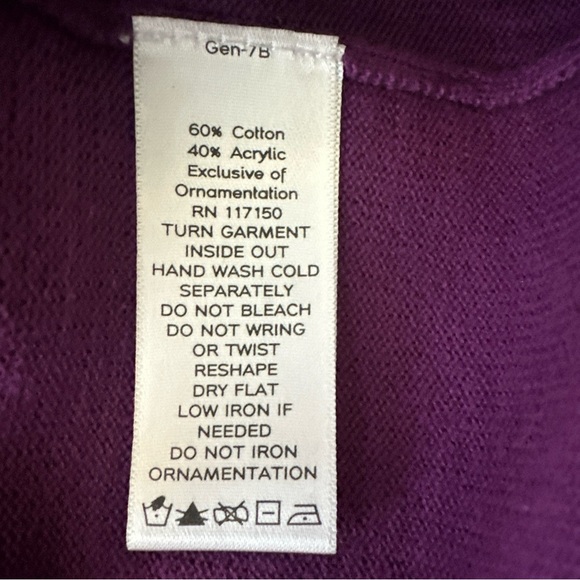 Gen-7B
60% Cotton
40% Acrylic
Exclusive of
Ornamentation
RN 117150
TURN GARMENT
INSIDE OUT
HAND WASH COLD
SEPARATELY
DO NOT BLEACH
DO NOT WRING
OR TWIST
RESHAPE
DRY FLAT
LOW IRON IF
NEEDED
DO NOT IRON
ORNAMENTATION